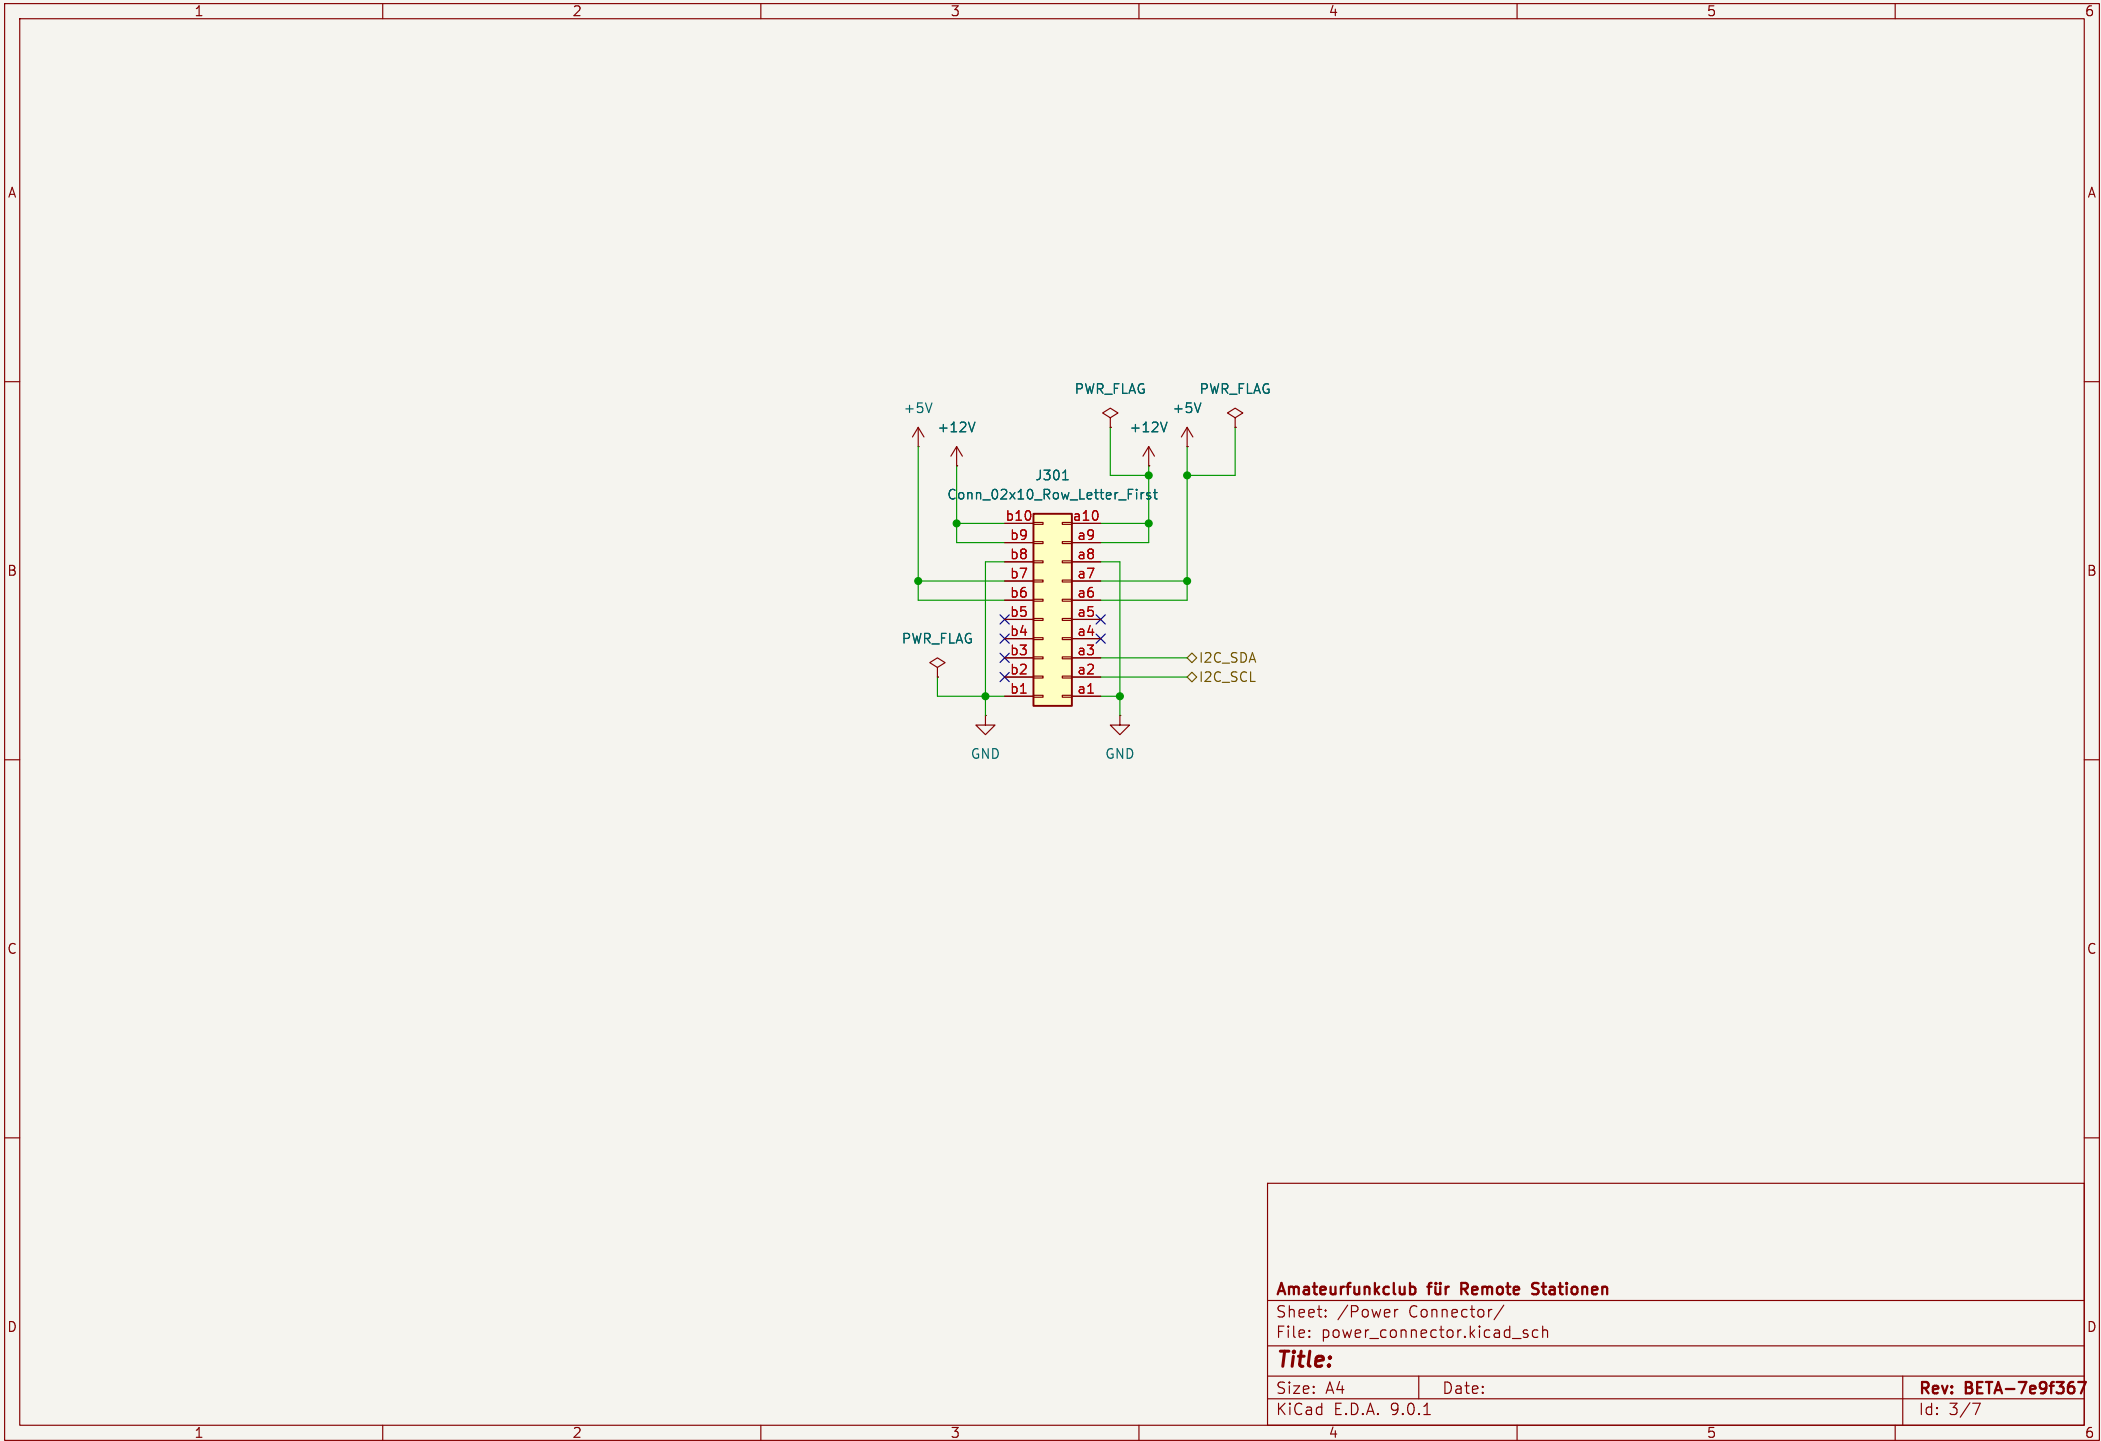 1 2 3 4 5 6
A A
PWR_FLAG PWR_FLAG
+5V +5V
+12V +12V
J301
Conn_02x10_Row_Letter_First
b10 a10
b9 a9
b8 a8
B B
b7 a7
b6 a6
b5 a5
b4 a4
PWR_FLAG
b3 a3 I2C_SDA
b2 a2 I2C_SCL
b1 a1
GND GND
C C
Amateurfunkclub für Remote Stationen
Sheet: /Power Connector/
D D
File: power_connector.kicad_sch
Title:
Size: A4 Date: Rev: BETA-7e9f367
KiCad E.D.A. 9.0.1 Id: 3/7
1 2 3 4 5 6